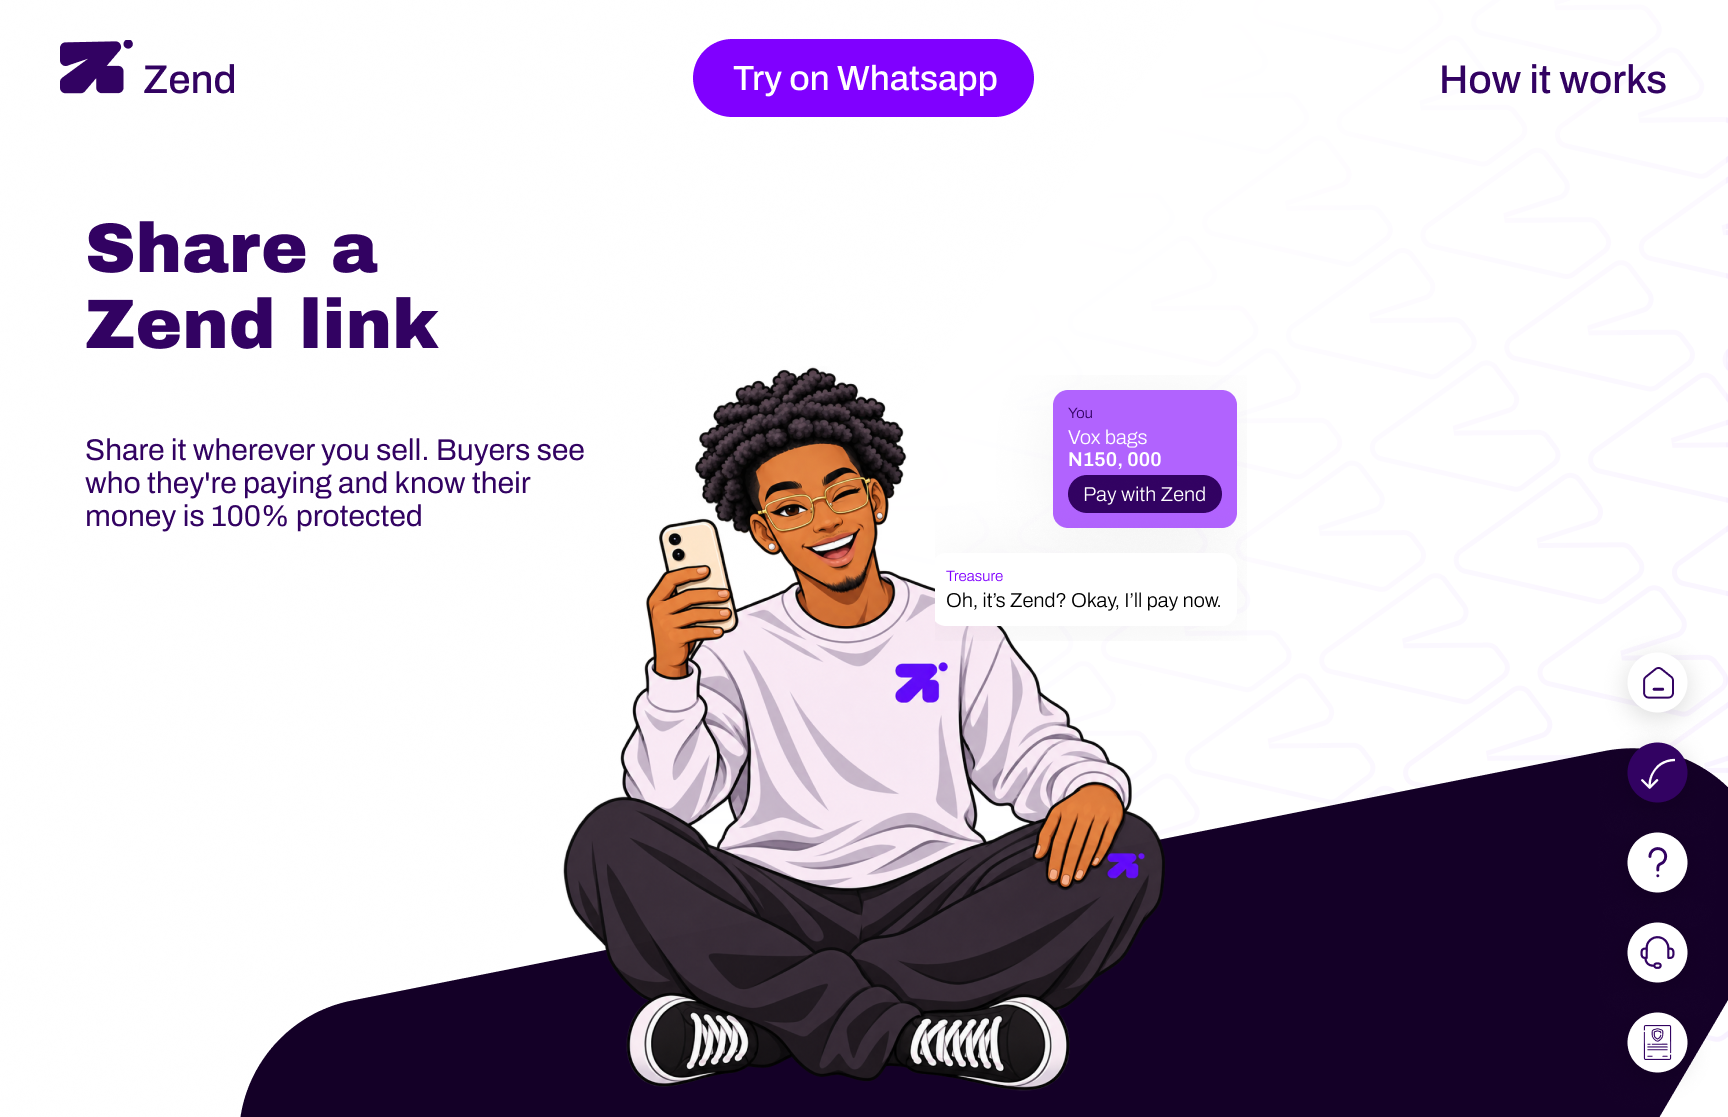 Zend
Try on Whatsapp
How it works
Share a
Zend link
Share it wherever you sell. Buyers see
who they're paying and know their
money is 100% protected
You
Vox bags
N150, 000
Pay with Zend
Treasure
Oh, it’s Zend? Okay, I’ll pay now.